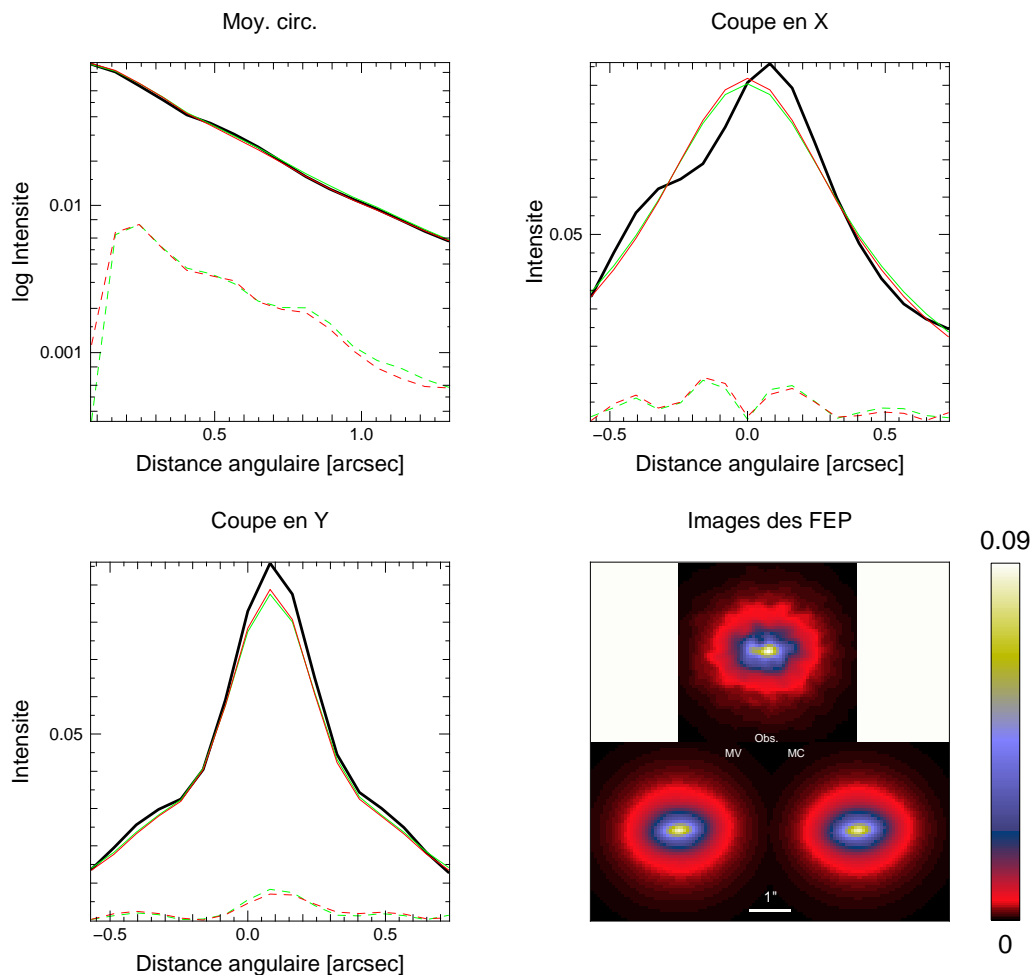 Moy. circ.
log Intensite
0.01
0.001
0.5
1.0
Distance angulaire [arcsec]
Coupe en X
Intensite
0.05
−0.5
0.0
0.5
Distance angulaire [arcsec]
Coupe en Y
Intensite
0.05
−0.5
0.0
0.5
Distance angulaire [arcsec]
Images des FEP
Obs.
MV
MC
1"
0.09
0